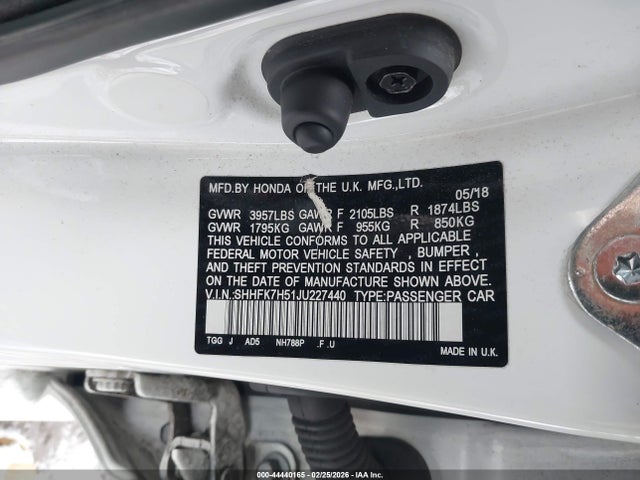 MFD.BY HONDA OF THE U.K. MFG.,LTD.
05/18
GVWR 3957LBS GAWR F 2105LBS R 1874LBS
GVWR 1795KG GAWR F 955KG R 850KG
THIS VEHICLE CONFORMS TO ALL APPLICABLE
FEDERAL MOTOR VEHICLE SAFETY , BUMPER ,
AND THEFT PREVENTION STANDARDS IN EFFECT
ON THE DATE OF MANUFACTURE SHOWN ABOVE.
V.I.N.:SHHFK7H51JU227440 TYPE:PASSENGER CAR
TGG J AD5 NH788P .F .U
MADE IN U.K.
000-44440165 - 02/25/2026 - Copyright © IAA, LLC